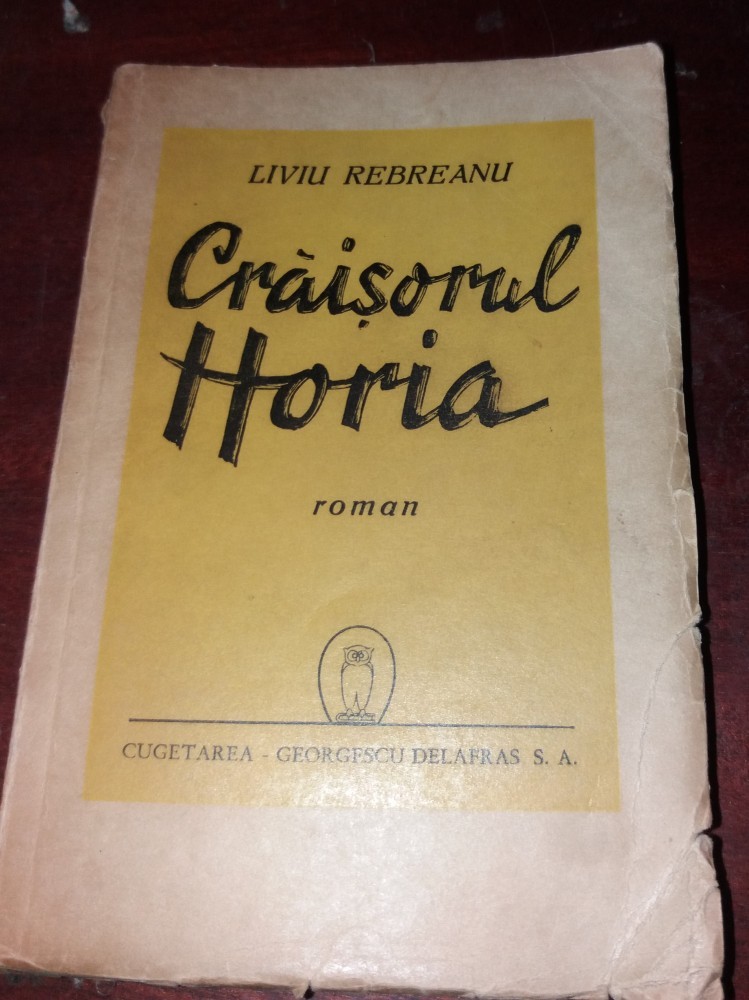 LIVIU REBREANU
Crăișorul
Horia
roman
CUGETAREA - GEORGESCU DELAFRAS S. A.